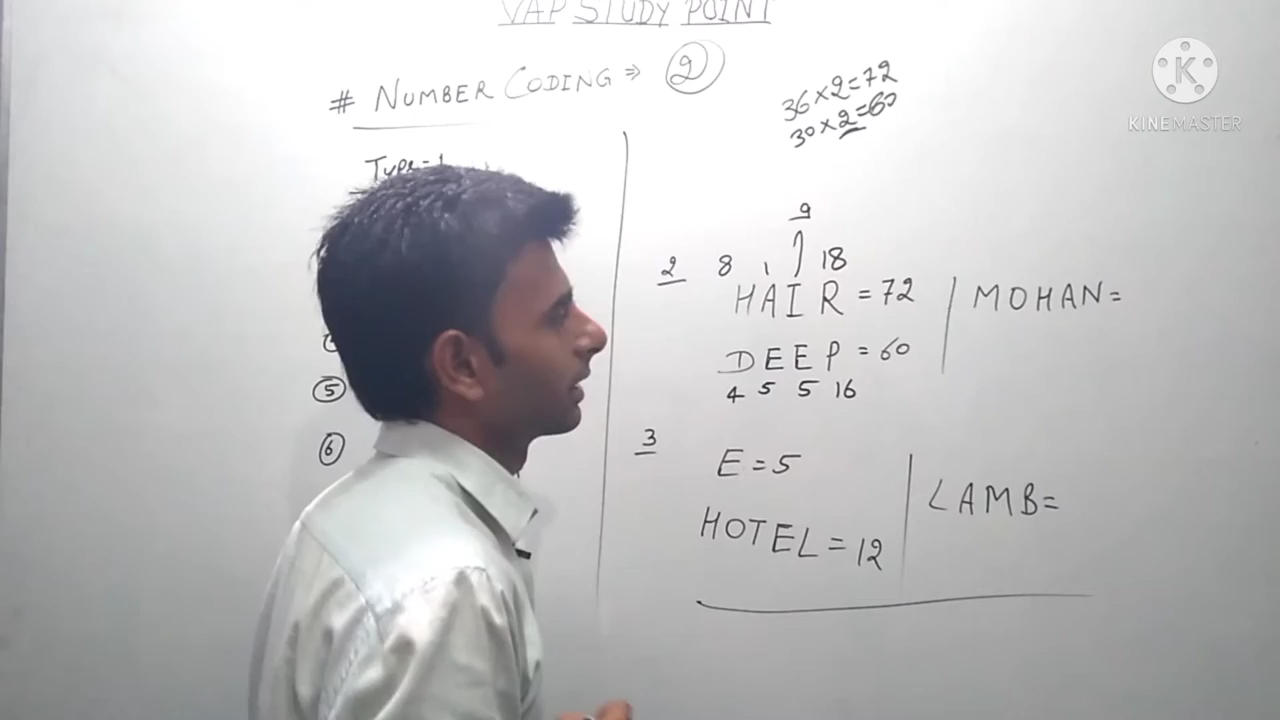 VAP STUDY POINT
# NUMBER CODING ⇒ 2
36×2=72
30×2=60
Type-1
9
2 8 1 18
HAIR = 72 | MOHAN=
DEEP = 60
4 5 5 16
5
6
3
E = 5
HOTEL = 12 | LAMB=
KINEMASTER